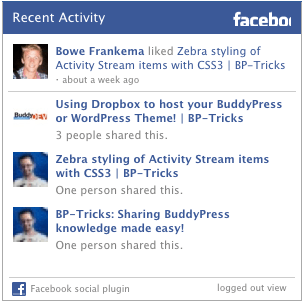 Recent Activity
facebo
Bowe Frankema liked Zebra styling of
Activity Stream items with CSS3 | BP-Tricks
· about a week ago
BuddyDEV
Using Dropbox to host your BuddyPress
or WordPress Theme! | BP-Tricks
3 people shared this.
Zebra styling of Activity Stream items
with CSS3 | BP-Tricks
One person shared this.
BP-Tricks: Sharing BuddyPress
knowledge made easy!
One person shared this.
f Facebook social plugin
logged out view